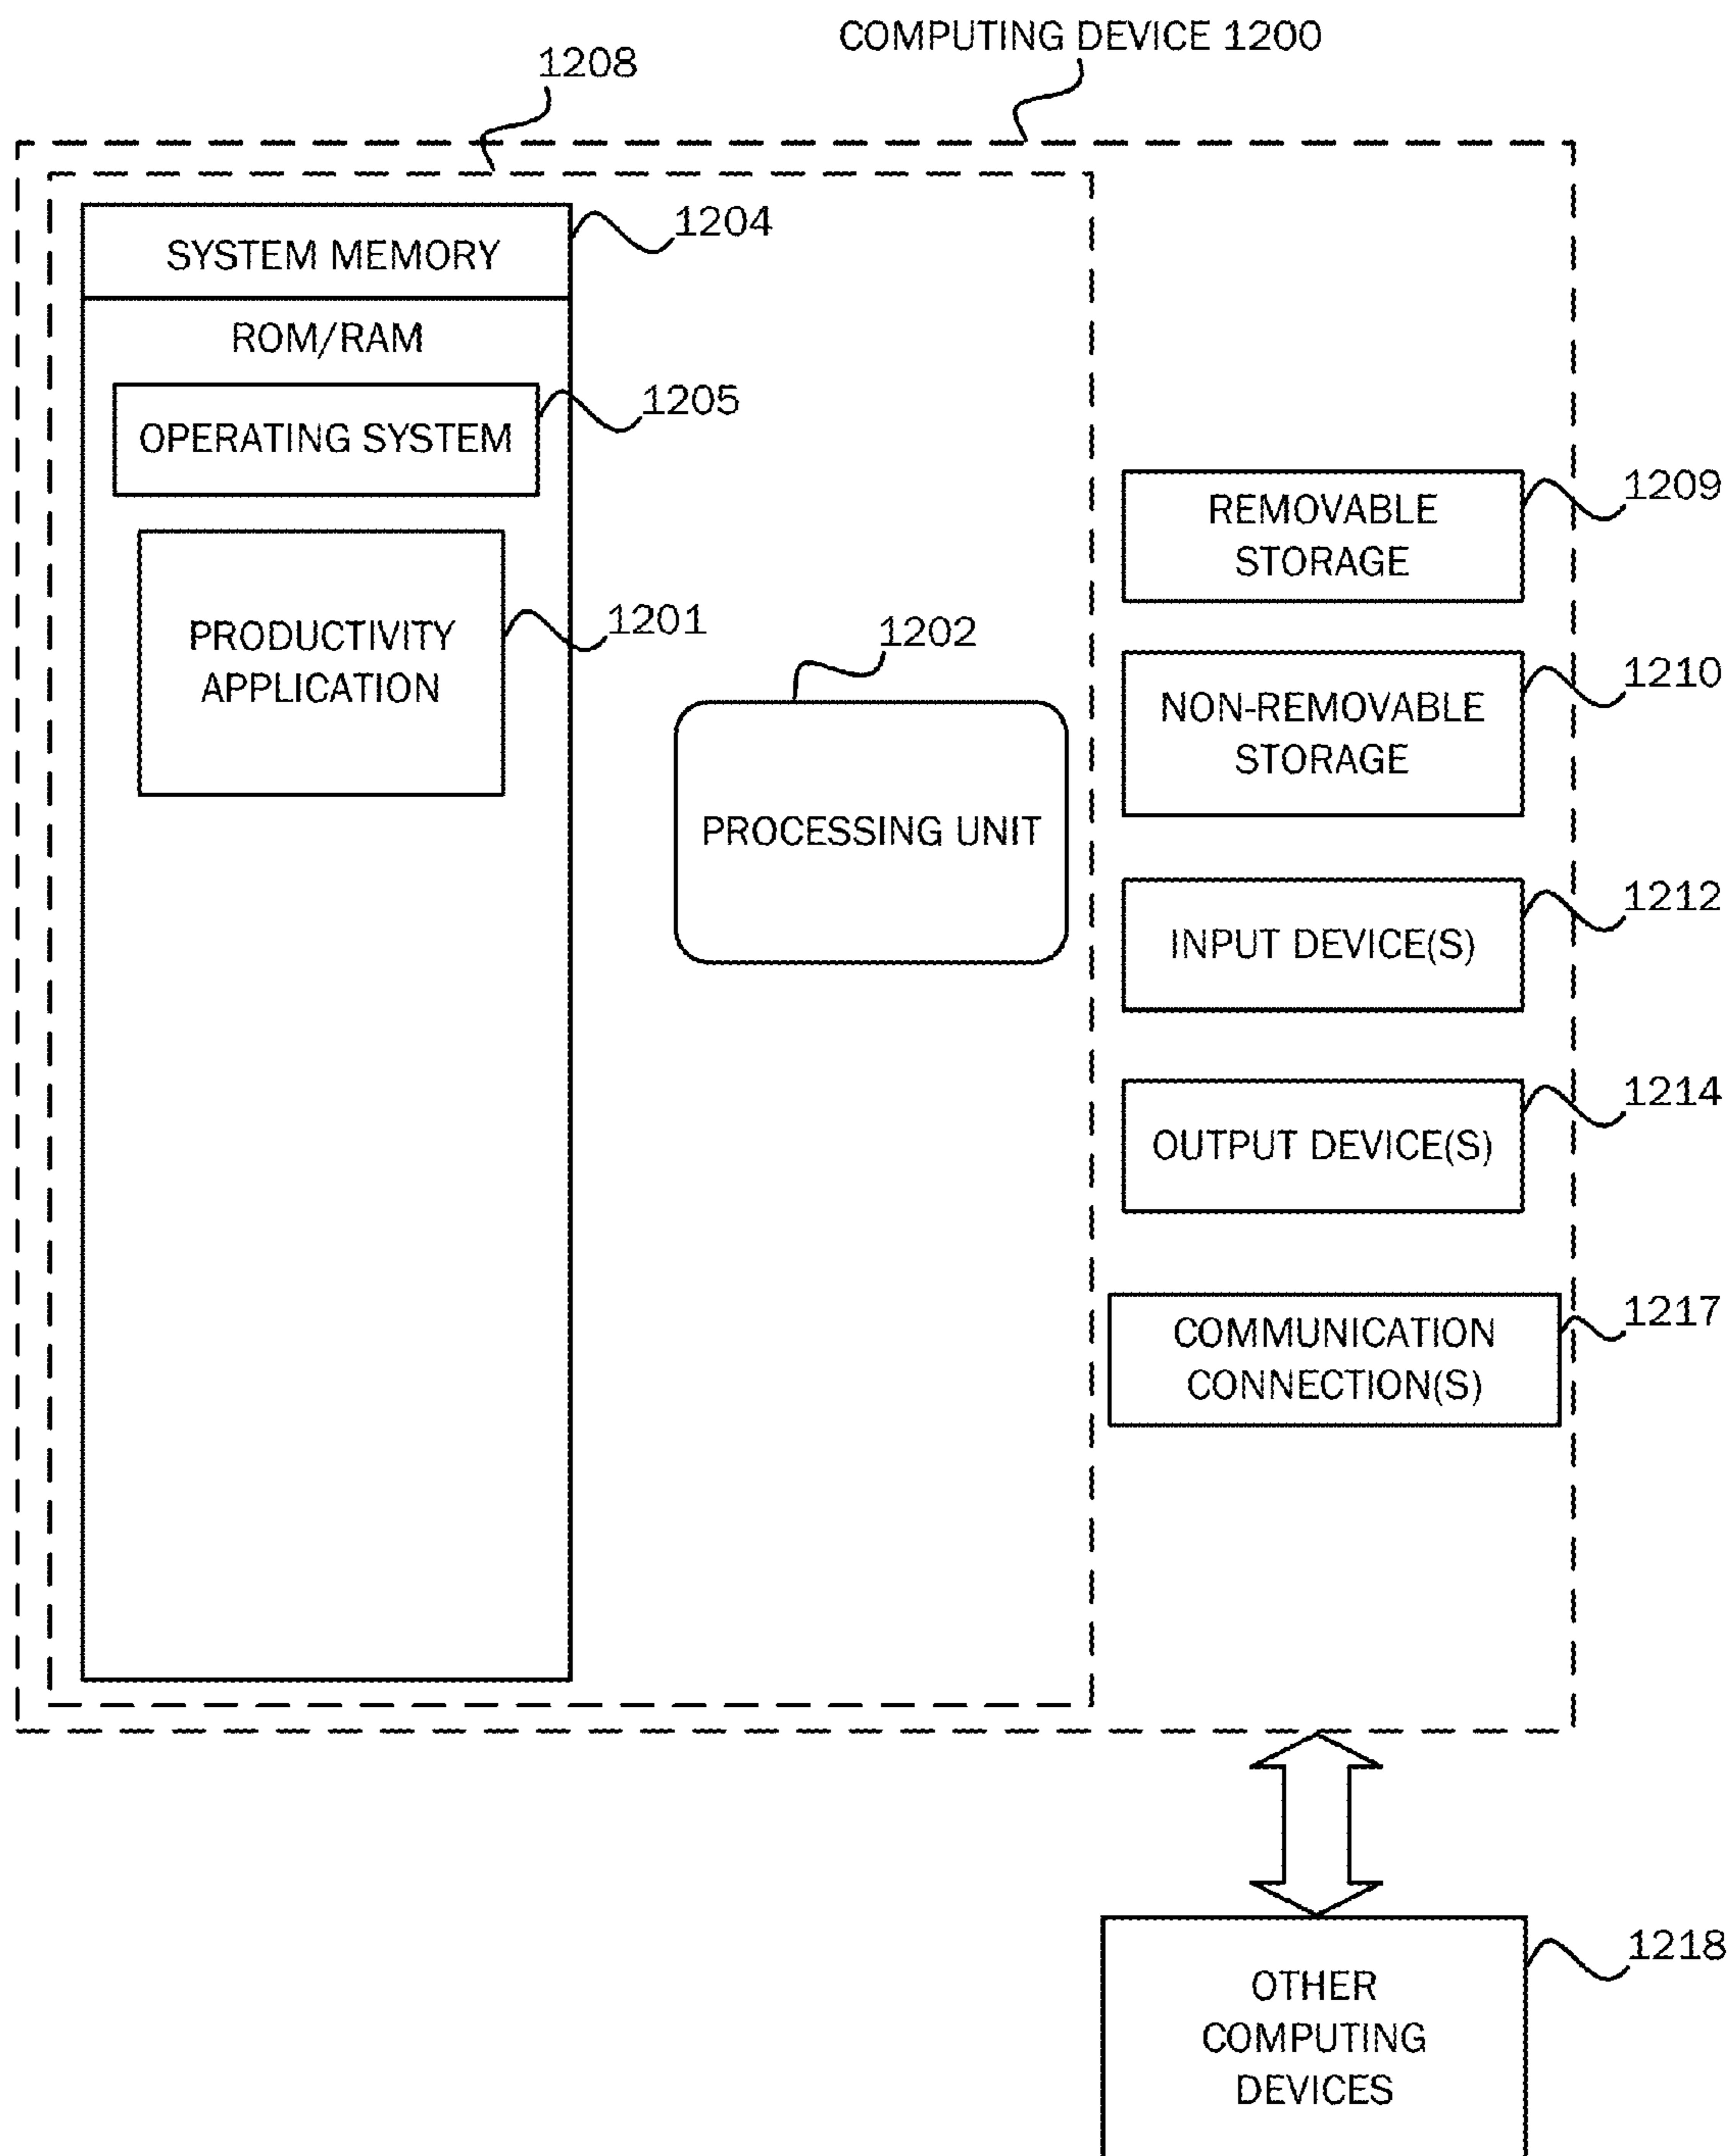 COMPUTING DEVICE 1200
1208
1204
SYSTEM MEMORY
ROM/RAM
1205
OPERATING SYSTEM
1201
PRODUCTIVITY
APPLICATION
1202
PROCESSING UNIT
1209
REMOVABLE
STORAGE
1210
NON-REMOVABLE
STORAGE
1212
INPUT DEVICE(S)
1214
OUTPUT DEVICE(S)
1217
COMMUNICATION
CONNECTION(S)
1218
OTHER
COMPUTING
DEVICES